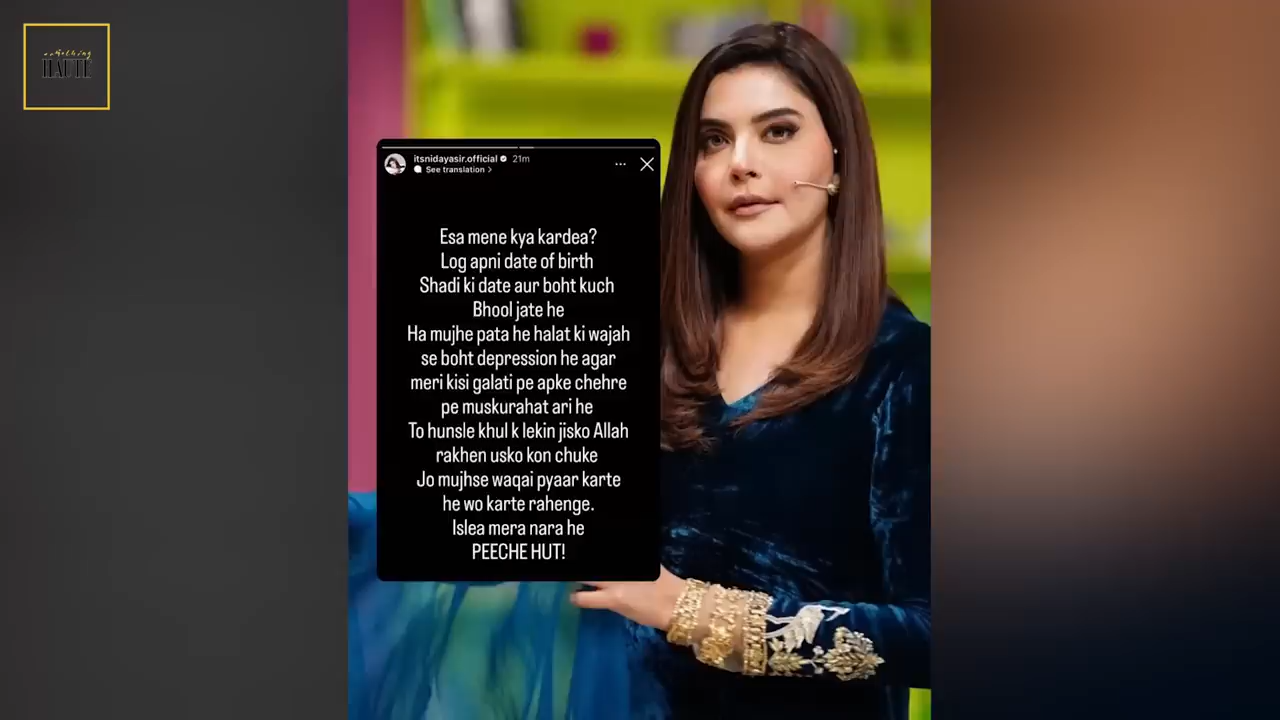 something
HAUTE
itsnidayasir.official 21m
See translation >
Esa mene kya kardea?
Log apni date of birth
Shadi ki date aur boht kuch
Bhool jate he
Ha mujhe pata he halat ki wajah
se boht depression he agar
meri kisi galati pe apke chehre
pe muskurahat ari he
To hunsle khul k lekin jisko Allah
rakhen usko kon chuke
Jo mujhse waqai pyaar karte
he wo karte rahenge.
Islea mera nara he
PEECHE HUT!